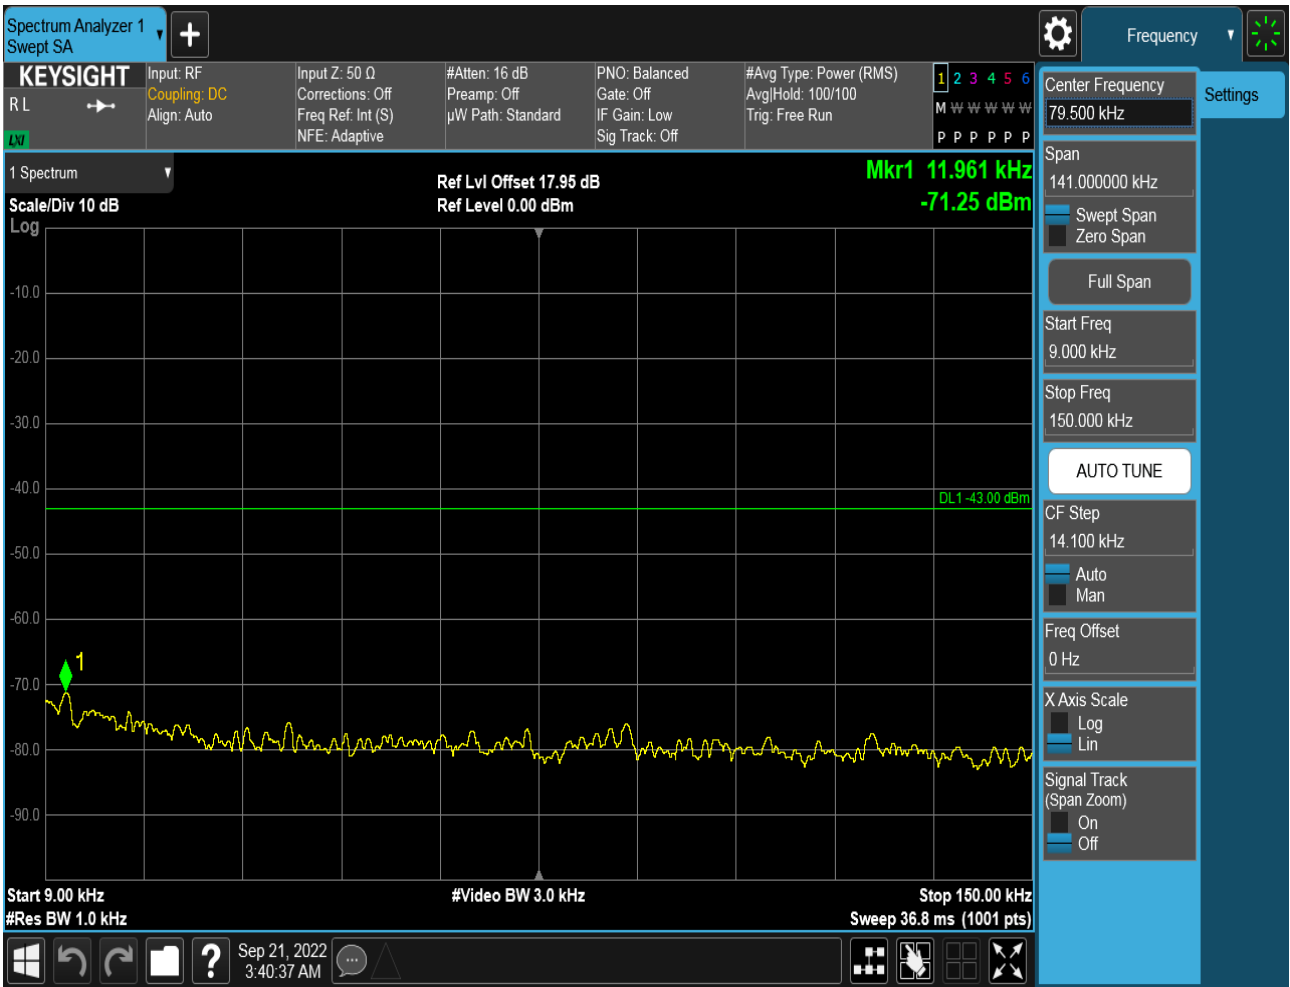 Spectrum Analyzer 1
Swept SA
Frequency
KEYSIGHT
R L
LXI
Input: RF
Coupling: DC
Align: Auto
Input Z: 50 Ω
Corrections: Off
Freq Ref: Int (S)
NFE: Adaptive
#Atten: 16 dB
Preamp: Off
µW Path: Standard
PNO: Balanced
Gate: Off
IF Gain: Low
Sig Track: Off
#Avg Type: Power (RMS)
Avg|Hold: 100/100
Trig: Free Run
1 2 3 4 5 6
M W W W W W
P P P P P P
1 Spectrum
Scale/Div 10 dB
Log
Ref Lvl Offset 17.95 dB
Ref Level 0.00 dBm
Mkr1 11.961 kHz
-71.25 dBm
-10.0
-20.0
-30.0
-40.0
DL1 -43.00 dBm
-50.0
-60.0
1
-70.0
-80.0
-90.0
Start 9.00 kHz
#Video BW 3.0 kHz
Stop 150.00 kHz
#Res BW 1.0 kHz
Sweep 36.8 ms (1001 pts)
Center Frequency
79.500 kHz
Settings
Span
141.000000 kHz
Swept Span
Zero Span
Full Span
Start Freq
9.000 kHz
Stop Freq
150.000 kHz
AUTO TUNE
CF Step
14.100 kHz
Auto
Man
Freq Offset
0 Hz
X Axis Scale
Log
Lin
Signal Track
(Span Zoom)
On
Off
?
Sep 21, 2022
3:40:37 AM